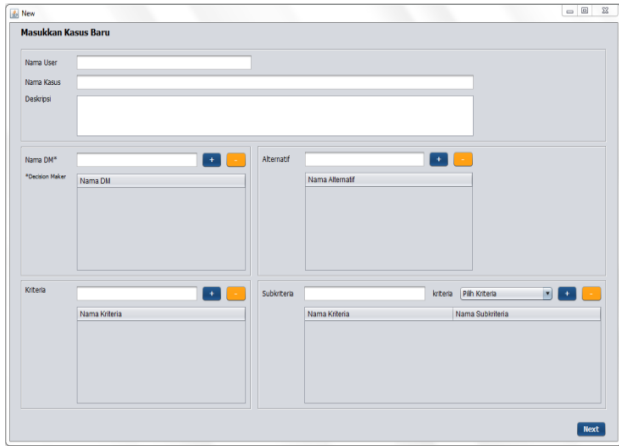 New
Masukkan Kasus Baru
Nama User
Nama Kasus
Deskripsi
Nama DM* + -
*Decision Maker
Nama DM
Alternatif + -
Nama Alternatif
Kriteria + -
Nama Kriteria
Subkriteria kriteria Pilih Kriteria + -
Nama Kriteria Nama Subkriteria
Next